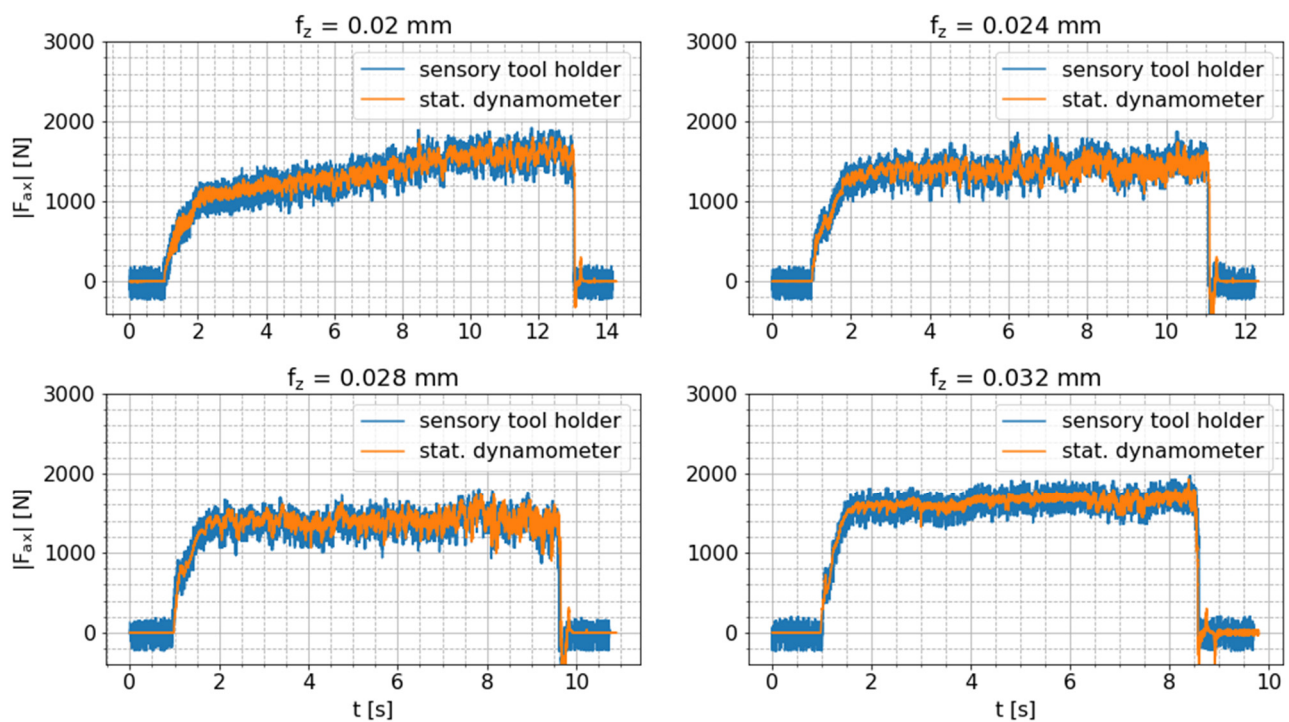 f_z = 0.02 mm
3000
2000
1000
0
|F_ax| [N]
sensory tool holder
stat. dynamometer
0 2 4 6 8 10 12 14
f_z = 0.024 mm
3000
2000
1000
0
sensory tool holder
stat. dynamometer
0 2 4 6 8 10 12
f_z = 0.028 mm
3000
2000
1000
0
|F_ax| [N]
sensory tool holder
stat. dynamometer
0 2 4 6 8 10
t [s]
f_z = 0.032 mm
3000
2000
1000
0
sensory tool holder
stat. dynamometer
0 2 4 6 8 10
t [s]